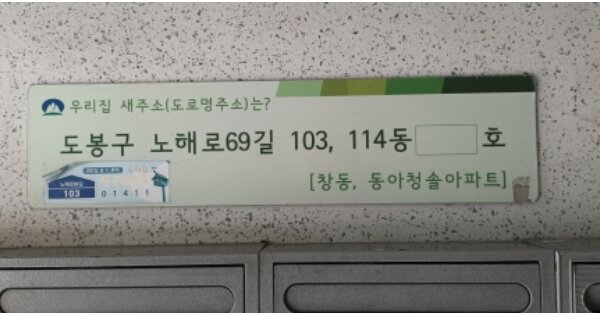 우리집 새주소(도로명주소)는?
도봉구 노해로69길 103, 114동 호
[창동, 동아청솔아파트]
노해로69길
103 01411